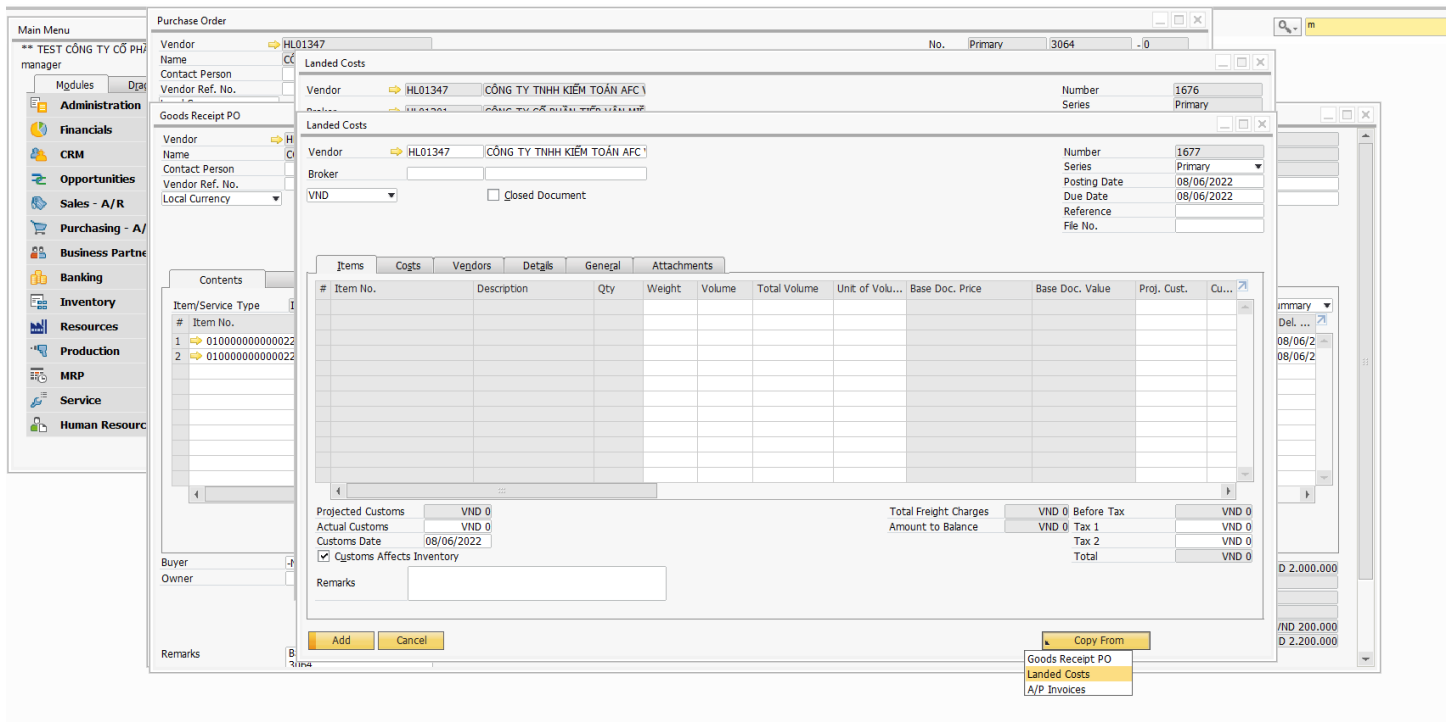 Main Menu
** TEST CÔNG TY CỔ PHẦ
manager
Modules Drag
Administration
Financials
CRM
Opportunities
Sales - A/R
Purchasing - A/
Business Partne
Banking
Inventory
Resources
Production
MRP
Service
Human Resourc
m
Purchase Order
Vendor HL01347 No. Primary 3064 - 0
Name
Contact Person
Vendor Ref. No.
Goods Receipt PO
Vendor
Name
Contact Person
Vendor Ref. No.
Local Currency
Contents
Item/Service Type
# Item No.
1 010000000000022
2 010000000000022
Buyer
Owner
Remarks
3064
ummary
Del. ...
08/06/2
08/06/2
D 2.000.000
VND 200.000
D 2.200.000
Landed Costs
Vendor HL01347 CÔNG TY TNHH KIỂM TOÁN AFC V Number 1676
Series Primary
Landed Costs
Vendor HL01347 CÔNG TY TNHH KIỂM TOÁN AFC Number 1677
Series Primary
Broker Posting Date 08/06/2022
VND Closed Document Due Date 08/06/2022
Reference
File No.
Items Costs Vendors Details General Attachments
# Item No. Description Qty Weight Volume Total Volume Unit of Volu... Base Doc. Price Base Doc. Value Proj. Cust. Cu...
Projected Customs VND 0 Total Freight Charges VND 0 Before Tax VND 0
Actual Customs VND 0 Amount to Balance VND 0 Tax 1 VND 0
Customs Date 08/06/2022 Tax 2 VND 0
Customs Affects Inventory Total VND 0
Remarks
Add Cancel Copy From
Goods Receipt PO
Landed Costs
A/P Invoices